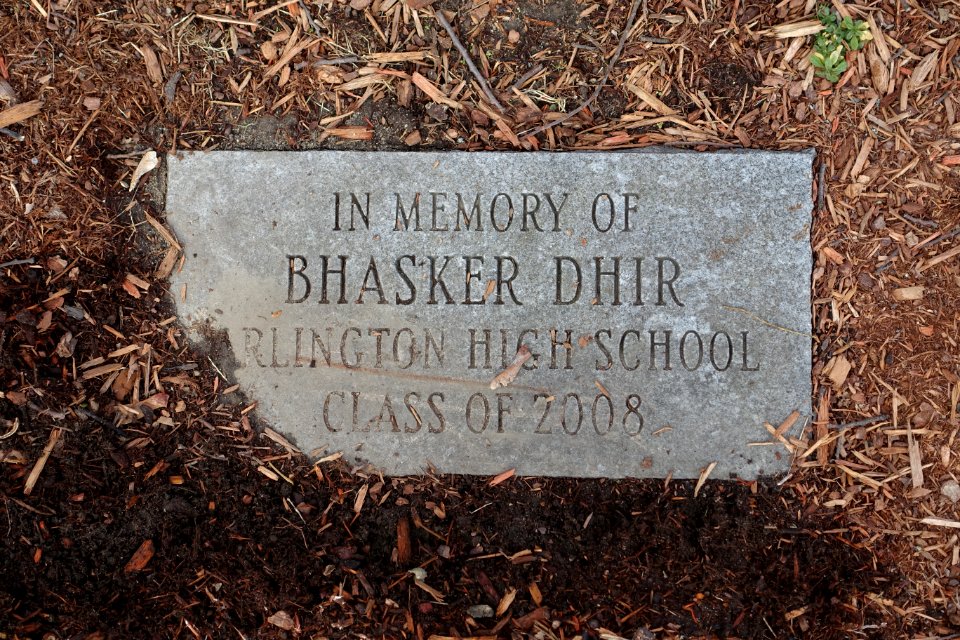 IN MEMORY OF
BHASKER DHIR
RLINGTON HIGH SCHOOL
CLASS OF 2008